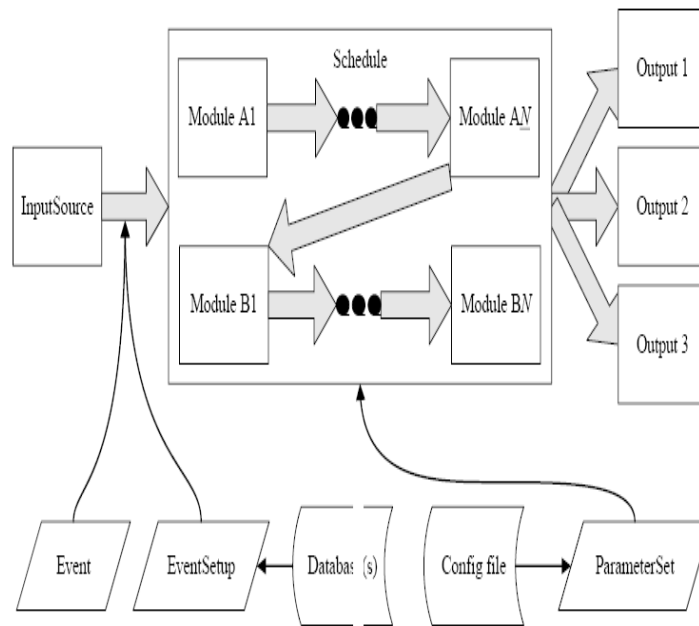 Schedule
Module A1
Module AN
InputSource
Module B1
Module BN
Output 1
Output 2
Output 3
Event
EventSetup
Databas (s)
Config file
ParameterSet